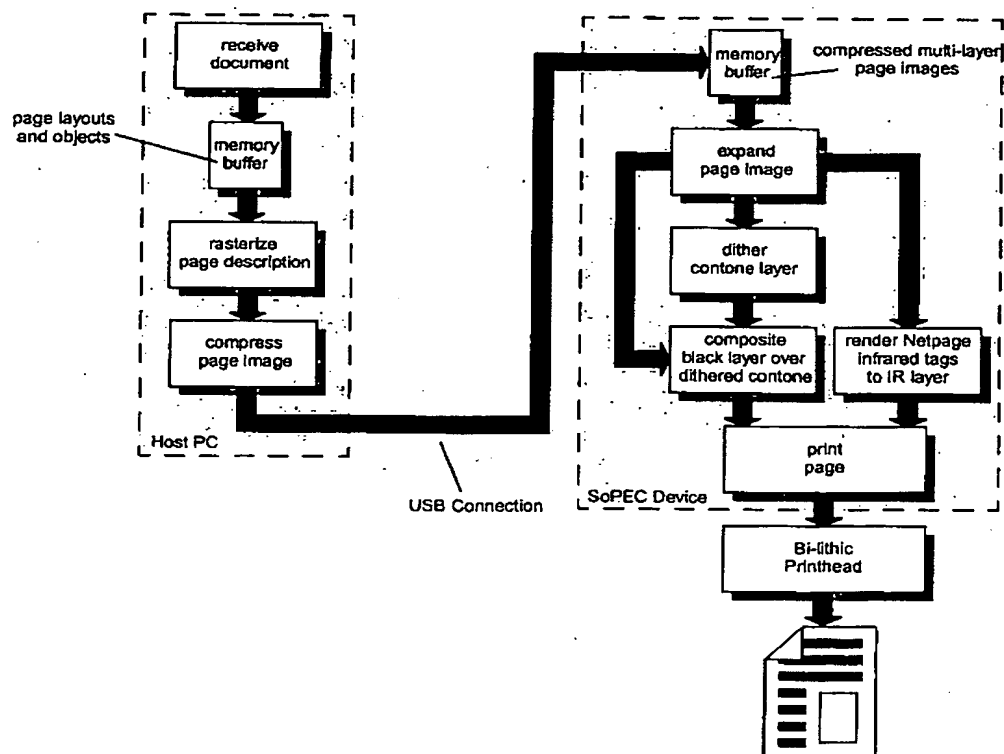 receive
document
page layouts
and objects
memory
buffer
rasterize
page description
compress
page image
Host PC
USB Connection
memory
buffer
compressed multi-layer
page images
expand
page image
dither
contone layer
composite
black layer over
dithered contone
render Netpage
infrared tags
to IR layer
print
page
SoPEC Device
Bi-lithic
Printhead